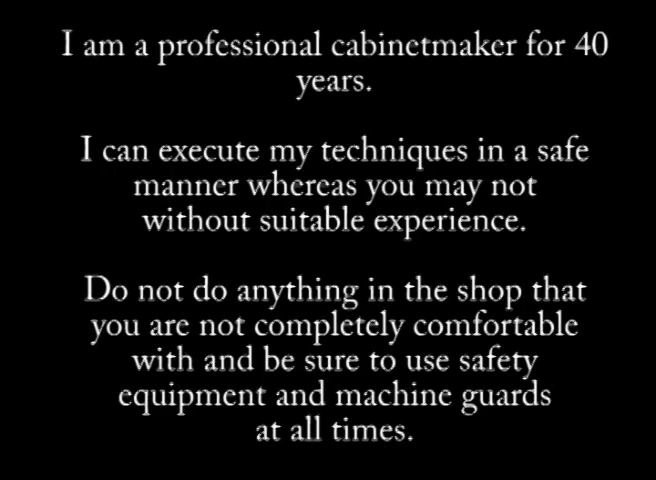 I am a professional cabinetmaker for 40
years.
I can execute my techniques in a safe
manner whereas you may not
without suitable experience.
Do not do anything in the shop that
you are not completely comfortable
with and be sure to use safety
equipment and machine guards
at all times.